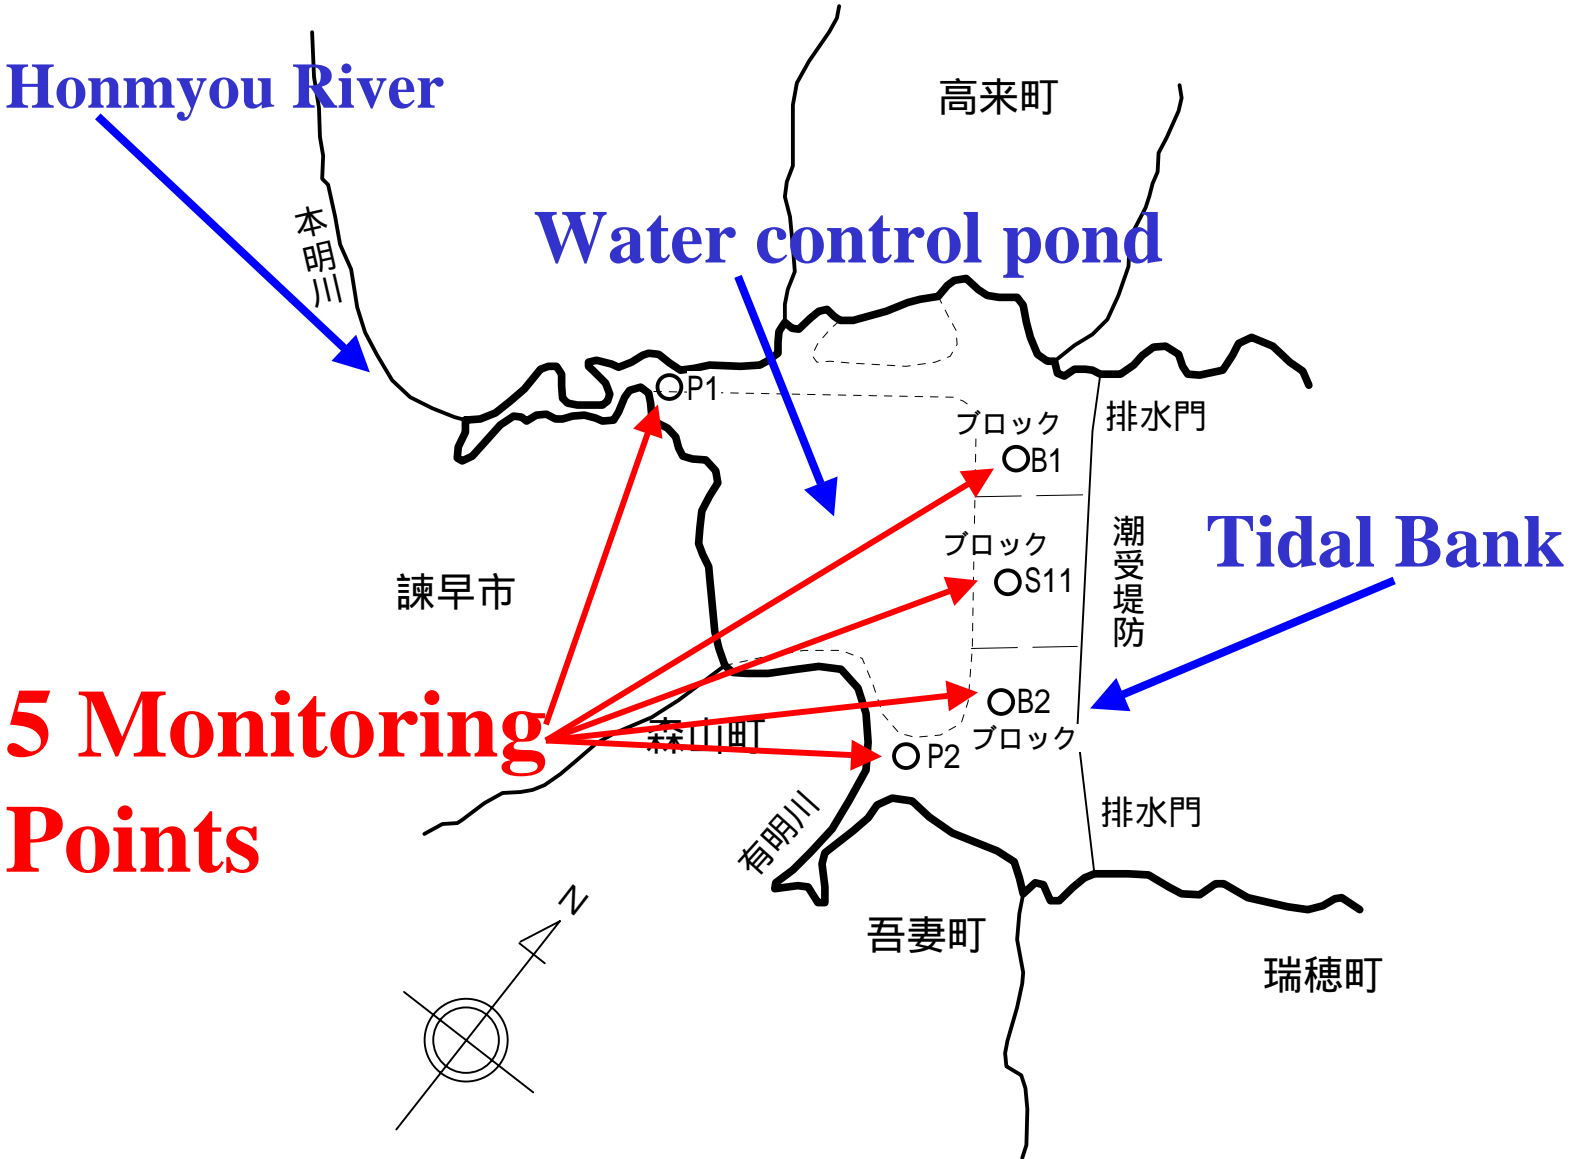 Honmyou River
高来町
本明川
Water control pond
P1
ブロック
排水門
B1
ブロック
潮受堤防
Tidal Bank
S11
諫早市
5 Monitoring
Points
森山町
B2
ブロック
P2
有明川
排水門
N
吾妻町
瑞穂町